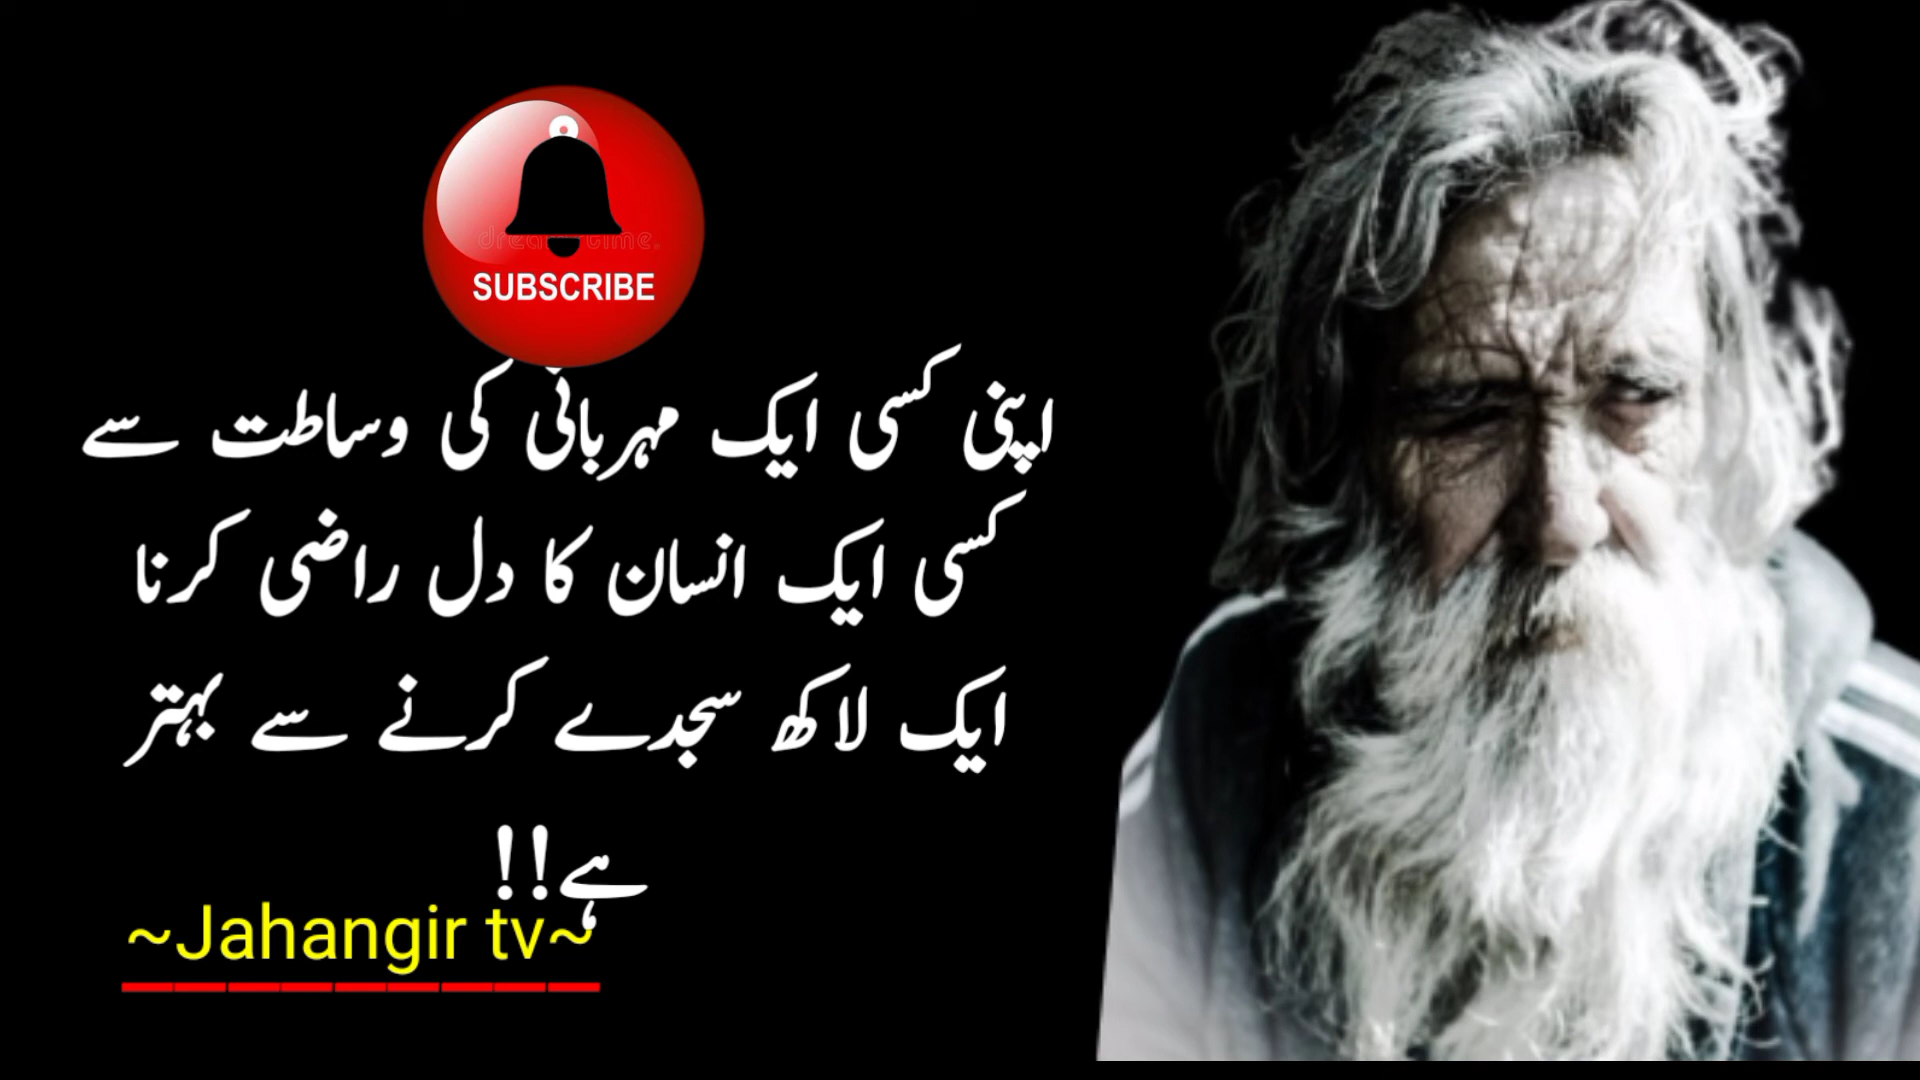 SUBSCRIBE
اپنی کسی ایک مہربانی کی وساطت سے
کسی ایک انسان کا دل راضی کرنا
ایک لاکھ سجدے کرنے سے بہتر
ہے!!
~Jahangir tv~